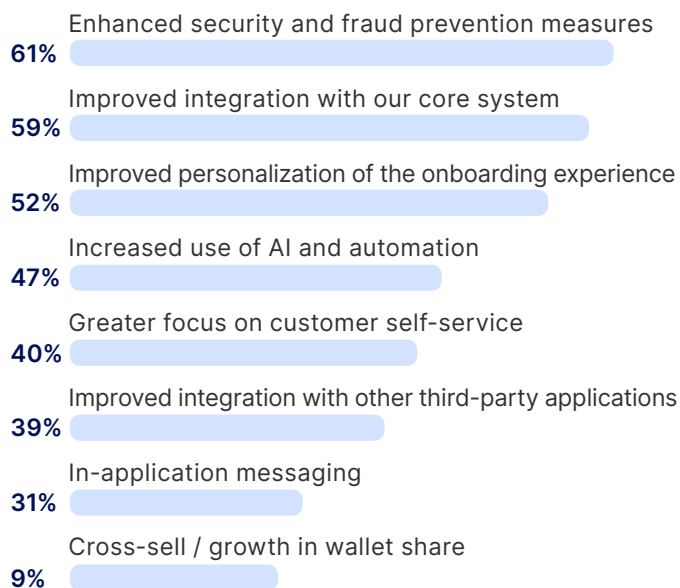 Enhanced security and fraud prevention measures
61%
Improved integration with our core system
59%
Improved personalization of the onboarding experience
52%
Increased use of AI and automation
47%
Greater focus on customer self-service
40%
Improved integration with other third-party applications
39%
In-application messaging
31%
Cross-sell / growth in wallet share
9%